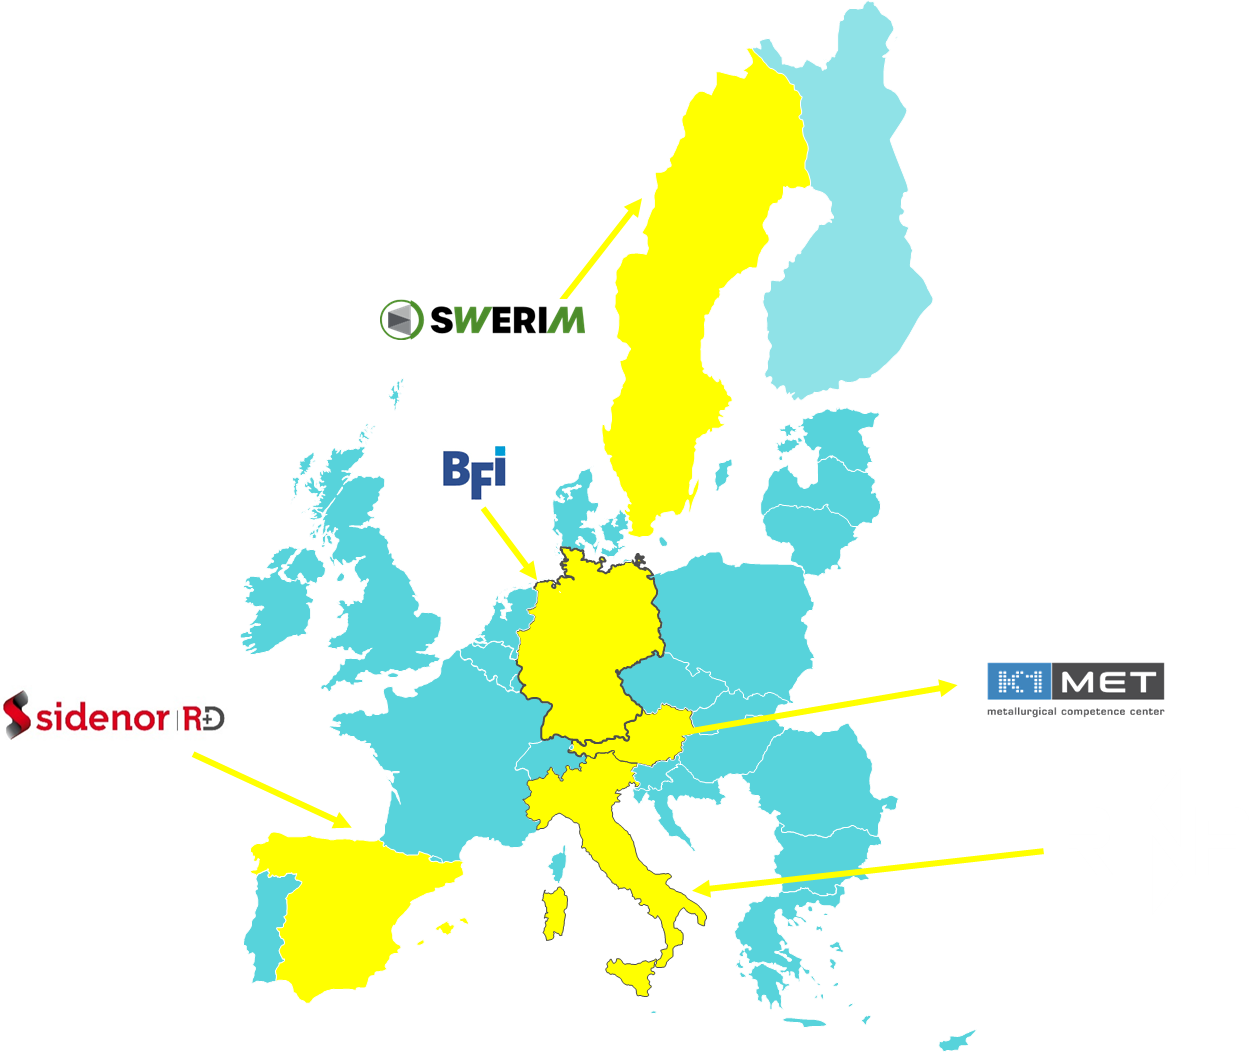 SWERIM
BFi
sidenor R+D
K1 MET
metallurgical competence center